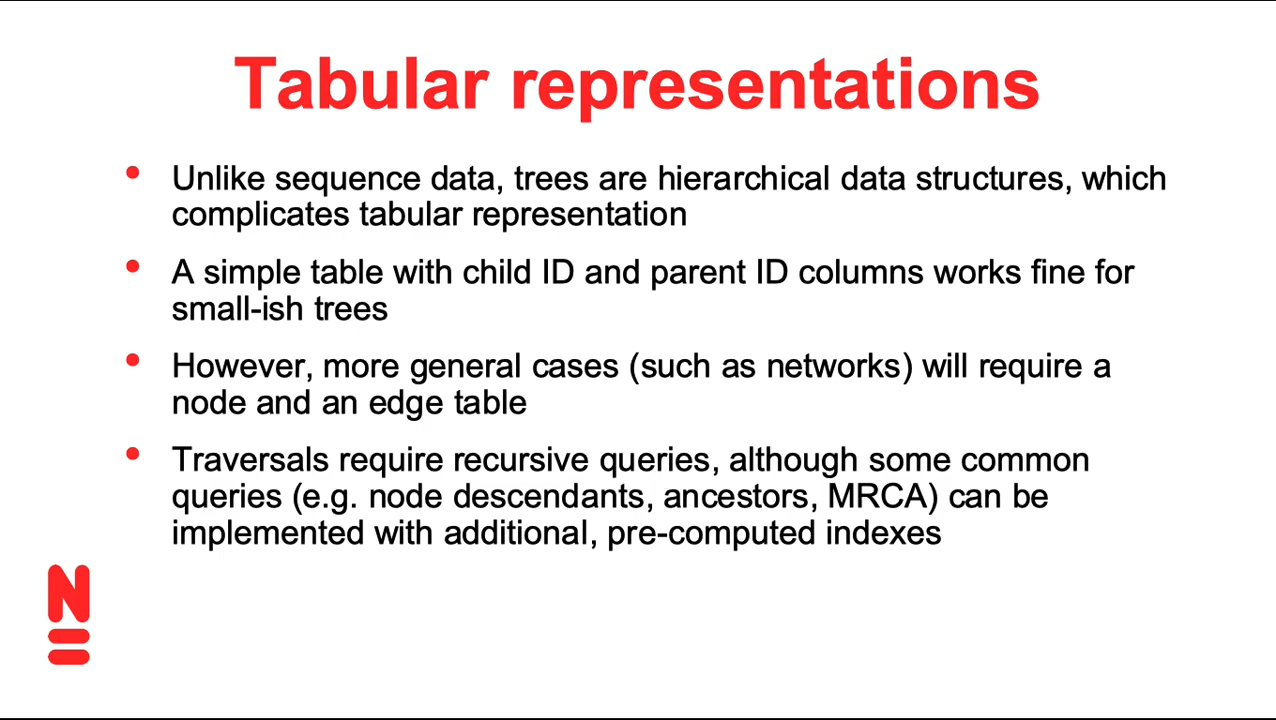 Tabular representations
• Unlike sequence data, trees are hierarchical data structures, which
complicates tabular representation
• A simple table with child ID and parent ID columns works fine for
small-ish trees
• However, more general cases (such as networks) will require a
node and an edge table
• Traversals require recursive queries, although some common
queries (e.g. node descendants, ancestors, MRCA) can be
implemented with additional, pre-computed indexes
N